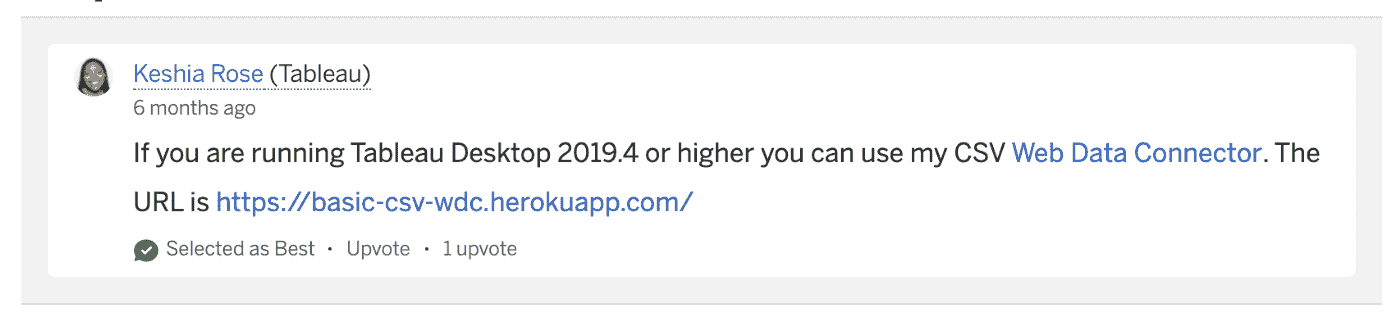 Keshia Rose (Tableau)
6 months ago
If you are running Tableau Desktop 2019.4 or higher you can use my CSV Web Data Connector. The
URL is https://basic-csv-wdc.herokuapp.com/
Selected as Best · Upvote · 1 upvote